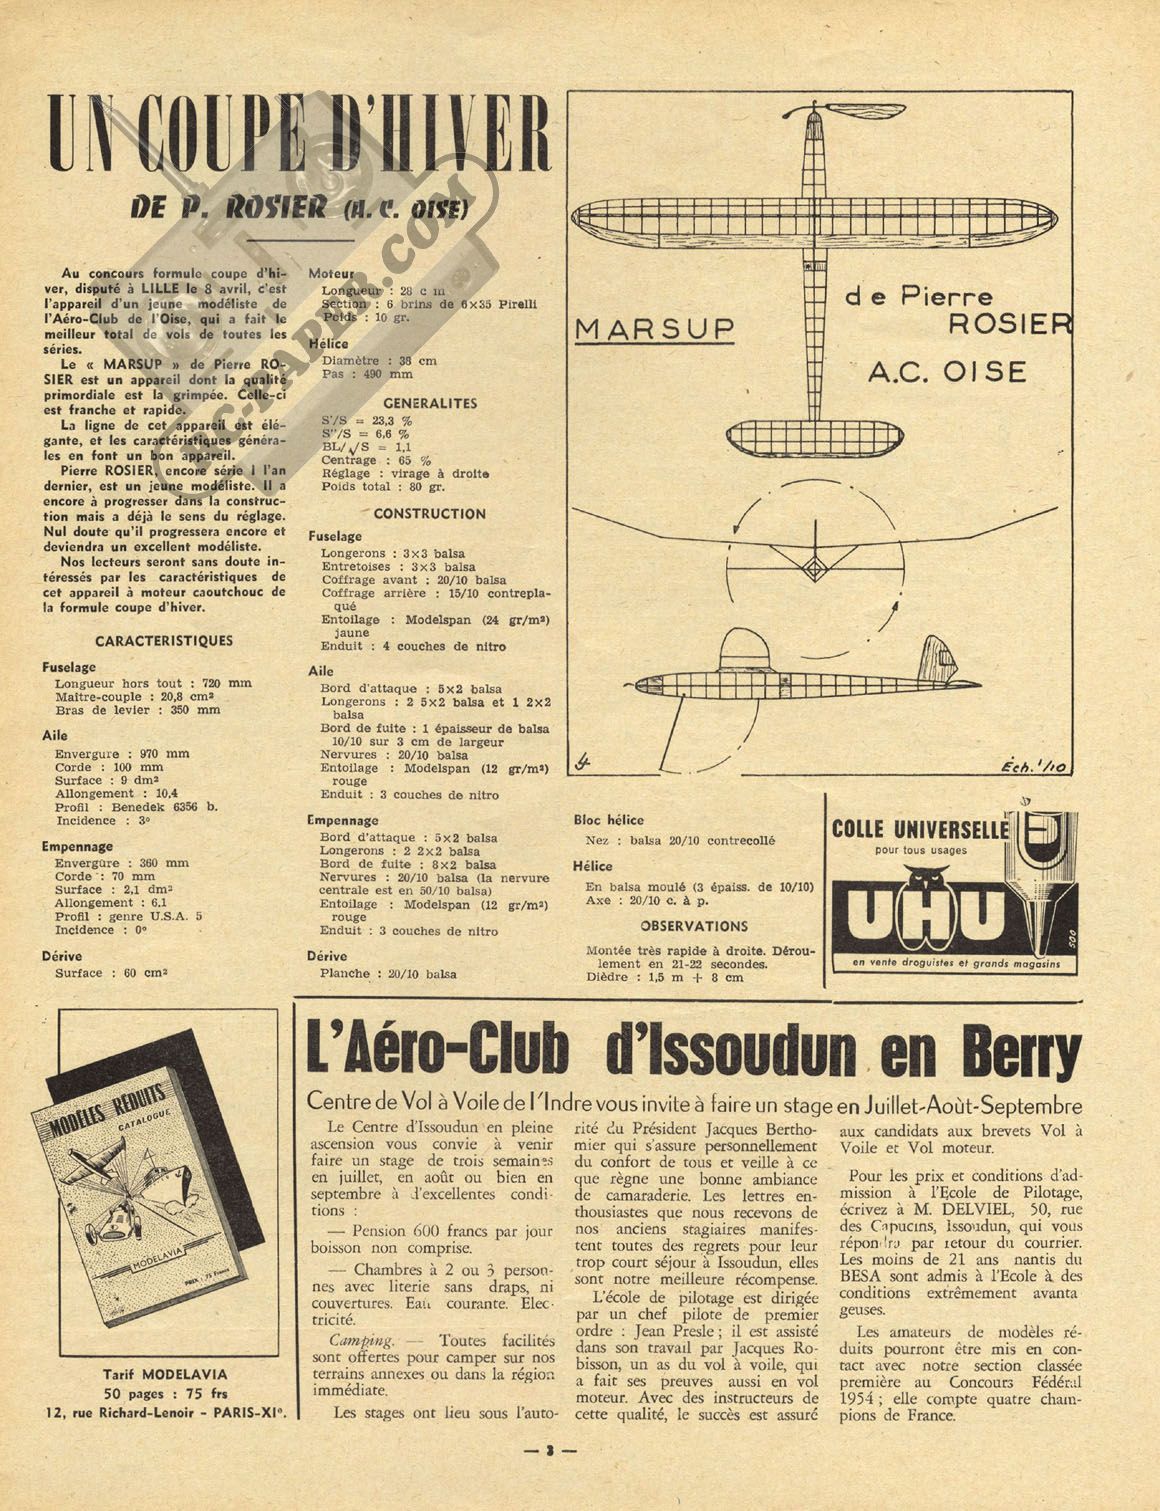 UN COUPE D'HIVER
DE P. ROSIER (A. C. OISE)
Au concours formule coupe d'hi-
ver, disputé à LILLE le 8 avril, c'est
l'appareil d'un jeune modéliste de
l'Aéro-Club de l'Oise, qui a fait le
meilleur total de vols de toutes les
séries.
Le « MARSUP » de Pierre RO-
SIER est un appareil dont la qualité
primordiale est la grimpée. Celle-ci
est franche et rapide.
La ligne de cet appareil est élé-
gante, et les caractéristiques généra-
les en font un bon appareil.
Pierre ROSIER, encore série I l'an
dernier, est un jeune modéliste. Il a
encore à progresser dans la construc-
tion mais a déjà le sens du réglage.
Nul doute qu'il progressera encore et
deviendra un excellent modéliste.
Nos lecteurs seront sans doute in-
téressés par les caractéristiques de
cet appareil à moteur caoutchouc de
la formule coupe d'hiver.
CARACTERISTIQUES
Fuselage
Longueur hors tout : 720 mm
Maître-couple : 20,8 cm²
Bras de levier : 350 mm
Aile
Envergure : 970 mm
Corde : 100 mm
Surface : 9 dm²
Allongement : 10,4
Profil : Benedek 6356 b.
Incidence : 3°
Empennage
Envergure : 360 mm
Corde : 70 mm
Surface : 2,1 dm²
Allongement : 6,1
Profil : genre U.S.A. 5
Incidence : 0°
Dérive
Surface : 60 cm²
Moteur
Longueur : 28 c m
Section : 6 brins de 6×35 Pirelli
Poids : 10 gr.
Hélice
Diamètre : 38 cm
Pas : 490 mm
GENERALITES
S'/S = 23,3 %
S''/S = 6,6 %
BL/√S = 1,1
Centrage : 65 %
Réglage : virage à droite
Poids total : 80 gr.
CONSTRUCTION
Fuselage
Longerons : 3×3 balsa
Entretoises : 3×3 balsa
Coffrage avant : 20/10 balsa
Coffrage arrière : 15/10 contrepla-
qué
Entoilage : Modelspan (24 gr/m²)
jaune
Enduit : 4 couches de nitro
Aile
Bord d'attaque : 5×2 balsa
Longerons : 2 5×2 balsa et 1 2×2
balsa
Bord de fuite : 1 épaisseur de balsa
10/10 sur 3 cm de largeur
Nervures : 20/10 balsa
Entoilage : Modelspan (12 gr/m²)
rouge
Enduit : 3 couches de nitro
Empennage
Bord d'attaque : 5×2 balsa
Longerons : 2 2×2 balsa
Bord de fuite : 8×2 balsa
Nervures : 20/10 balsa (la nervure
centrale est en 50/10 balsa)
Entoilage : Modelspan (12 gr/m²)
rouge
Enduit : 3 couches de nitro
Dérive
Planche : 20/10 balsa
MARSUP
de Pierre
ROSIER
A.C. OISE
Éch. 1/10
Bloc hélice
Nez : balsa 20/10 contrecollé
Hélice
En balsa moulé (3 épaiss. de 10/10)
Axe : 20/10 c. à p.
OBSERVATIONS
Montée très rapide à droite. Dérou-
lement en 21-22 secondes.
Dièdre : 1,5 m + 8 cm
COLLE UNIVERSELLE
pour tous usages
UHU
en vente droguistes et grands magasins
MODÈLES RÉDUITS
CATALOGUE
MODELAVIA
PRIX : 75 Francs
Tarif MODELAVIA
50 pages : 75 frs
12, rue Richard-Lenoir - PARIS-XIe.
L'Aéro-Club d'Issoudun en Berry
Centre de Vol à Voile de l'Indre vous invite à faire un stage en Juillet-Août-Septembre
Le Centre d'Issoudun en pleine
ascension vous convie à venir
faire un stage de trois semaines
en juillet, en août ou bien en
septembre à d'excellentes condi-
tions :
— Pension 600 francs par jour
boisson non comprise.
— Chambres à 2 ou 3 person-
nes avec literie sans draps, ni
couvertures. Eau courante. Elec-
tricité.
Camping. — Toutes facilités
sont offertes pour camper sur nos
terrains annexes ou dans la région
immédiate.
Les stages ont lieu sous l'auto-
rité du Président Jacques Bertho-
mier qui s'assure personnellement
du confort de tous et veille à ce
que règne une bonne ambiance
de camaraderie. Les lettres en-
thousiastes que nous recevons de
nos anciens stagiaires manifes-
tent toutes des regrets pour leur
trop court séjour à Issoudun, elles
sont notre meilleure récompense.
L'école de pilotage est dirigée
par un chef pilote de premier
ordre : Jean Presle ; il est assisté
dans son travail par Jacques Ro-
bisson, un as du vol à voile, qui
a fait ses preuves aussi en vol
moteur. Avec des instructeurs de
cette qualité, le succès est assuré
aux candidats aux brevets Vol à
Voile et Vol moteur.
Pour les prix et conditions d'ad-
mission à l'Ecole de Pilotage,
écrivez à M. DELVIEL, 50, rue
des Capucins, Issoudun, qui vous
répondra par retour du courrier.
Les moins de 21 ans nantis du
BESA sont admis à l'Ecole à des
conditions extrêmement avanta
geuses.
Les amateurs de modèles ré-
duits pourront être mis en con-
tact avec notre section classée
première au Concours Fédéral
1954 ; elle compte quatre cham-
pions de France.
— 3 —
RC-PAPER.COM